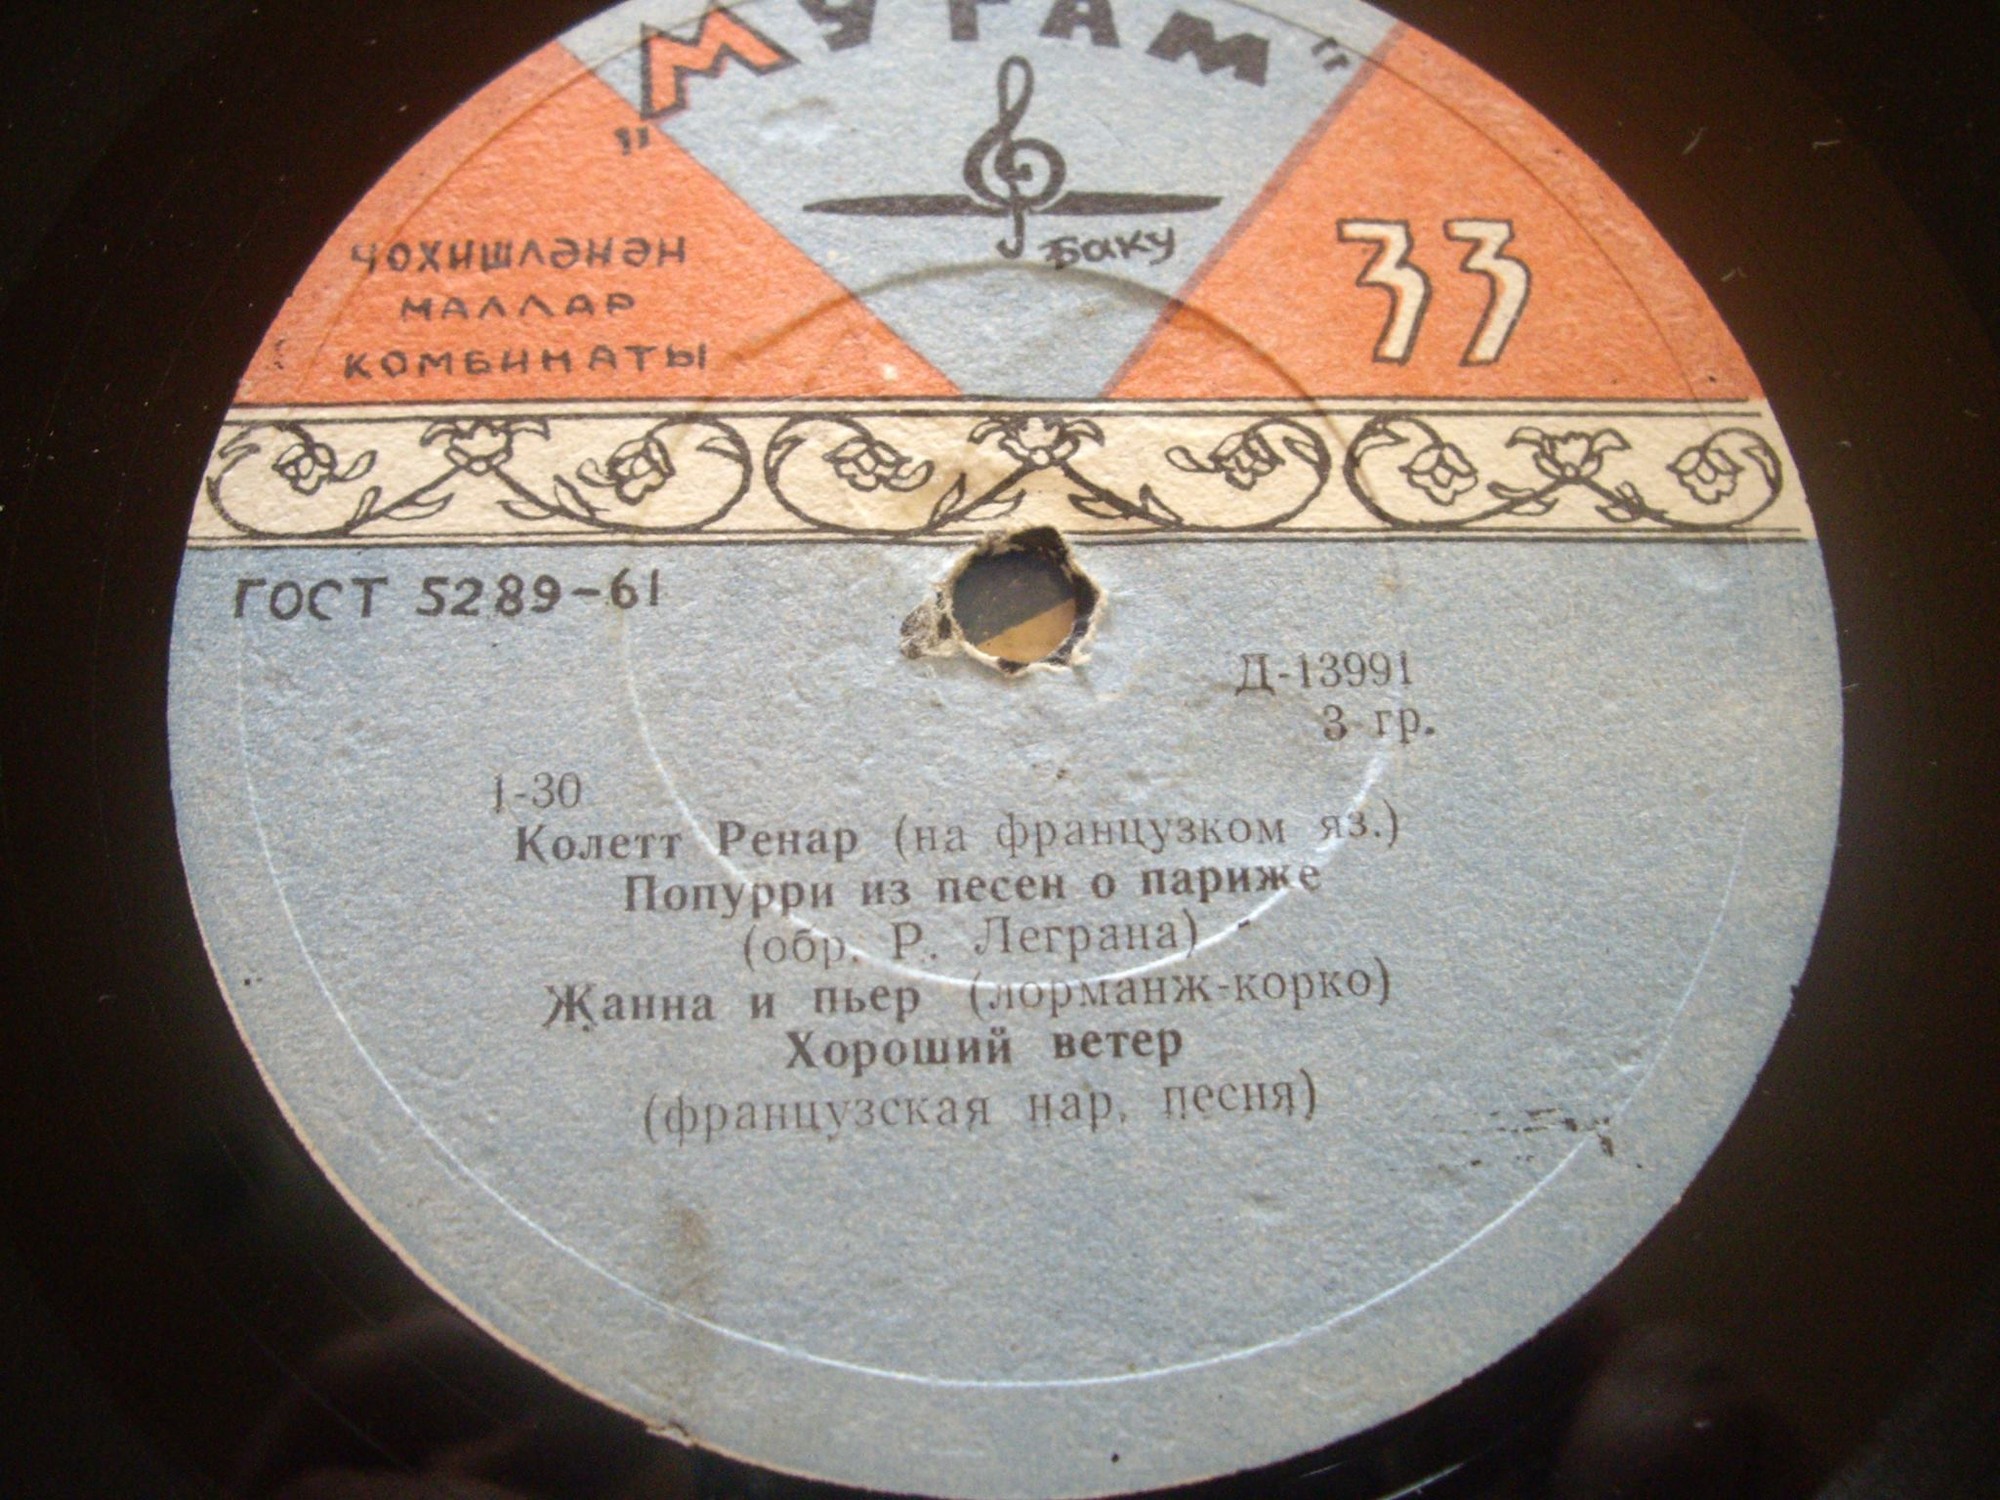 "МУГАМ"
Баку
ЧОХИШЛӘНӘН
МАЛЛАР
КОМБИНАТЫ
33
ГОСТ 5289-61
Д-13991
3 гр.
1-30
Колетт Ренар (на французком яз.)
Попурри из песен о париже
(обр. Р. Леграна)
Җанна и пьер (лорманж-корко)
Хороший ветер
(французская нар. песня)